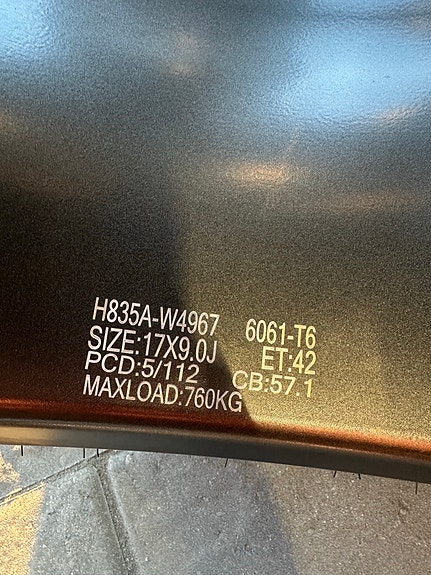 H835A-W4967 6061-T6
SIZE:17X9.0J ET:42
PCD:5/112 CB:57.1
MAXLOAD:760KG